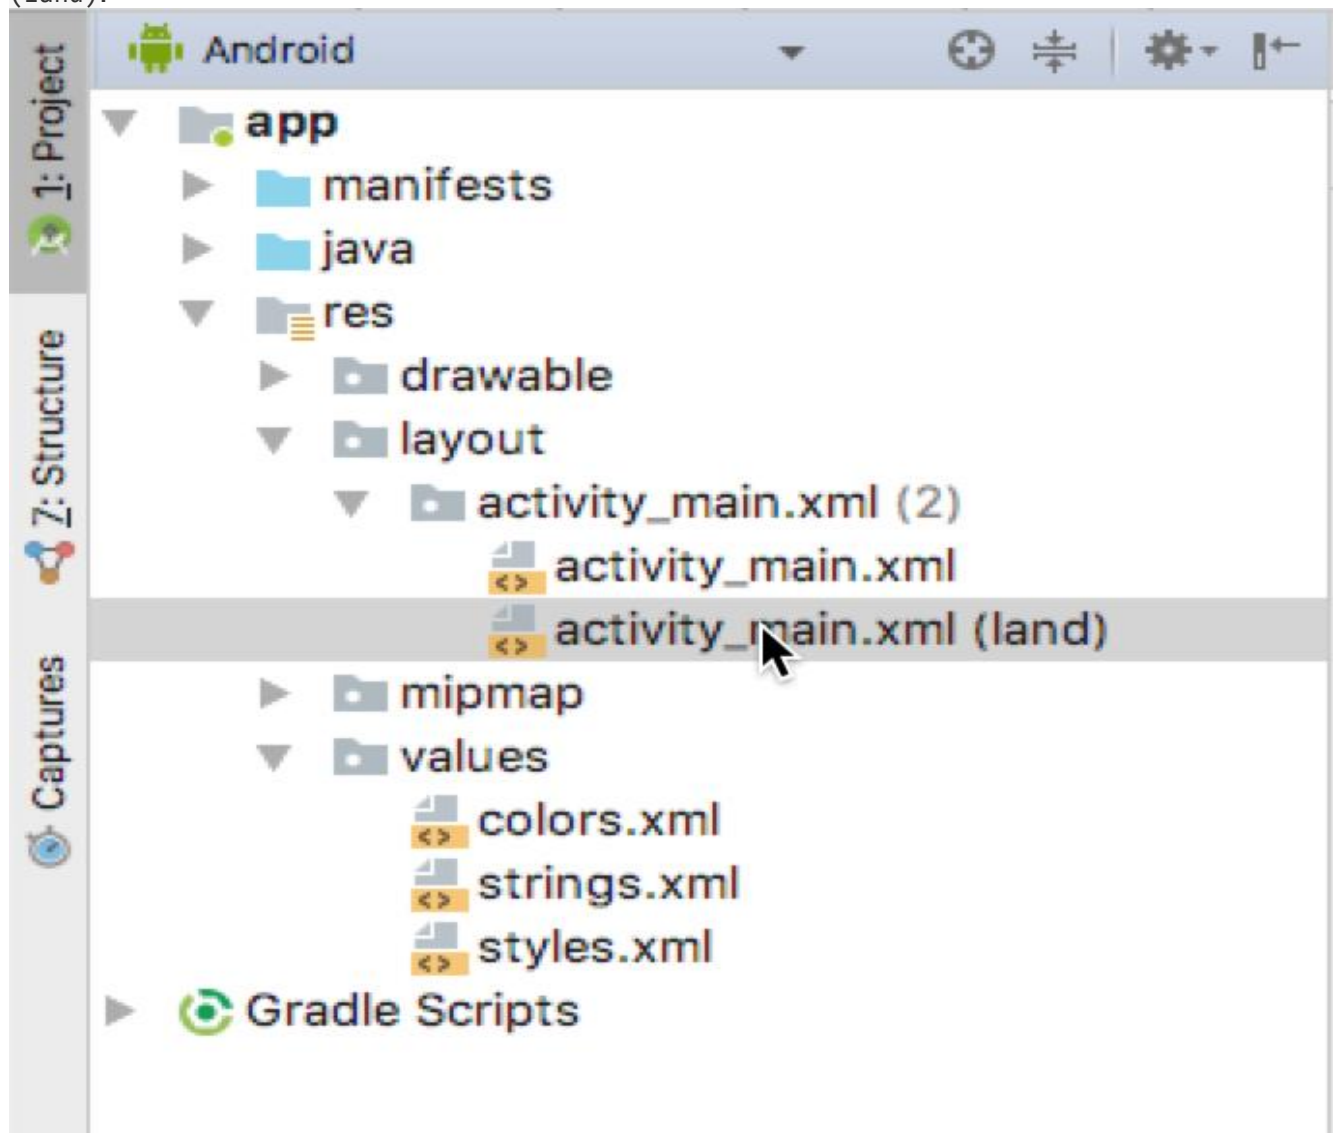 (land).
Android
1: Project
app
manifests
java
res
7: Structure
drawable
layout
activity_main.xml (2)
activity_main.xml
activity_main.xml (land)
Captures
mipmap
values
colors.xml
strings.xml
styles.xml
Gradle Scripts